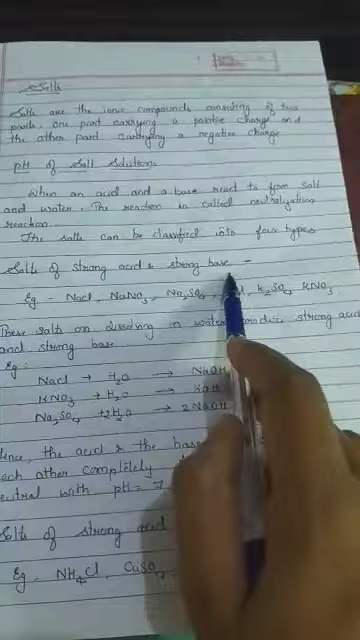 Salts
Salts are the ionic compounds consisting of two
parts, one part carrying a positive charge and
the other part carrying a negative charge
pH of Salt Solution
When an acid and a base react to form salt
and water. The reaction is called neutralization
reaction
The salts can be classified into four types
Salts of strong acid & strong base -
Eg - NaCl, NaNO3, Na2SO4, K2SO4 KNO3
These salts on dissolving in water produce strong acid
and strong base
Eg:
NaCl + H2O → NaOH
KNO3 + H2O → KOH
Na2SO4 + 2H2O → 2NaOH
the acid & the base
each other completely
with pH = 7
Salts of strong acid
Eg. NH4Cl, CuSO4